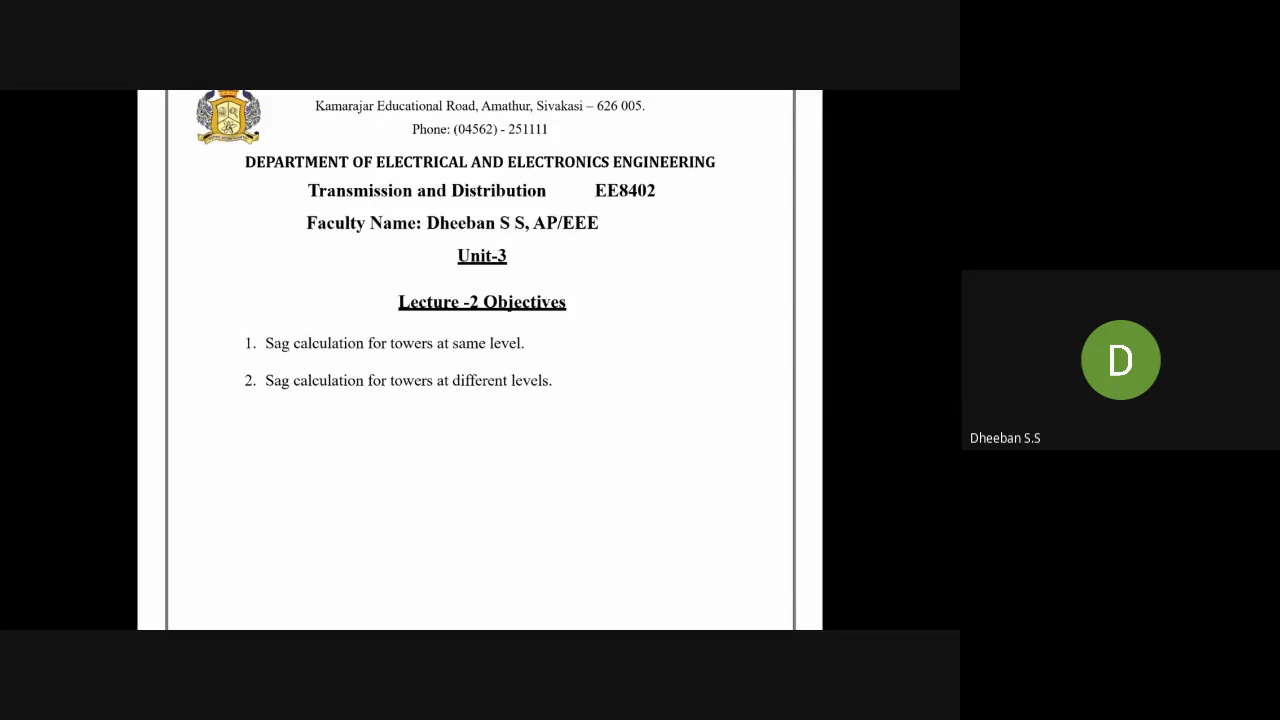 Kamarajar Educational Road, Amathur, Sivakasi – 626 005.
Phone: (04562) - 251111
DEPARTMENT OF ELECTRICAL AND ELECTRONICS ENGINEERING
Transmission and Distribution EE8402
Faculty Name: Dheeban S S, AP/EEE
Unit-3
Lecture -2 Objectives
1. Sag calculation for towers at same level.
2. Sag calculation for towers at different levels.
D
Dheeban S.S